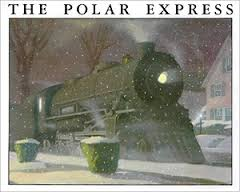 THE POLAR EXPRESS